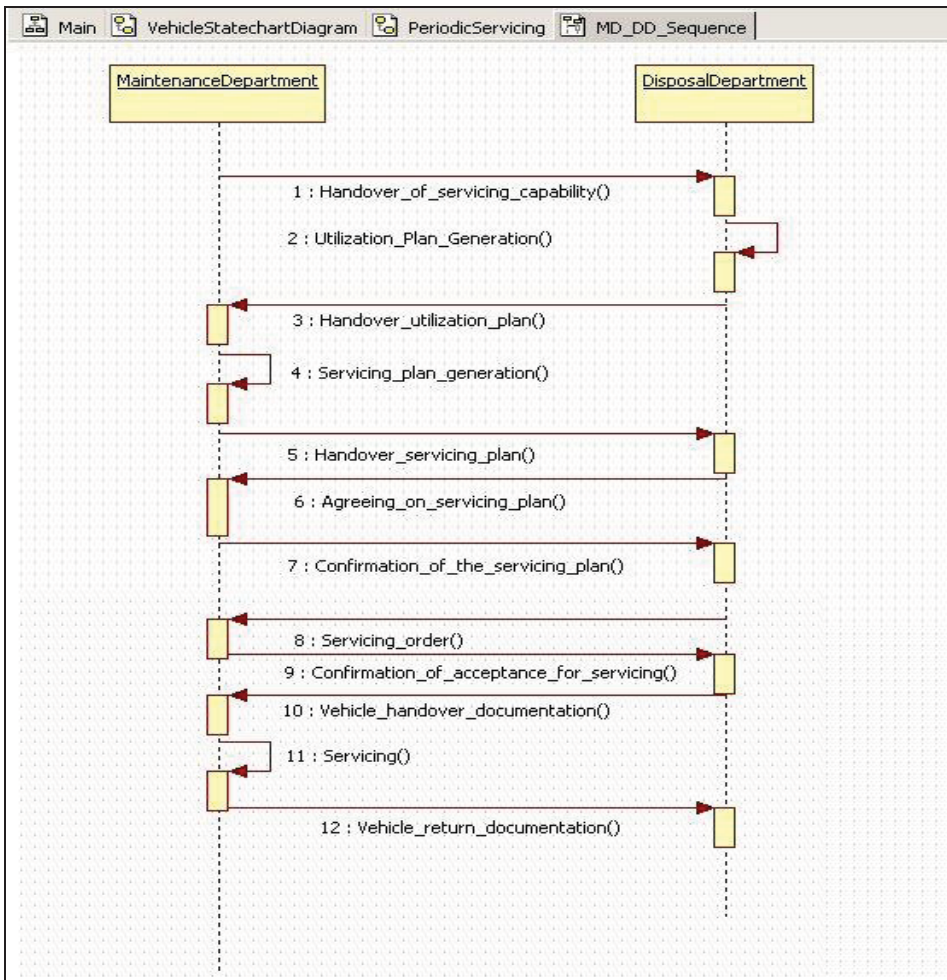 Main VehicleStatechartDiagram PeriodicServicing MD_DD_Sequence
MaintenanceDepartment DisposalDepartment
1 : Handover_of_servicing_capability()
2 : Utilization_Plan_Generation()
3 : Handover_utilization_plan()
4 : Servicing_plan_generation()
5 : Handover_servicing_plan()
6 : Agreeing_on_servicing_plan()
7 : Confirmation_of_the_servicing_plan()
8 : Servicing_order()
9 : Confirmation_of_acceptance_for_servicing()
10 : Vehicle_handover_documentation()
11 : Servicing()
12 : Vehicle_return_documentation()